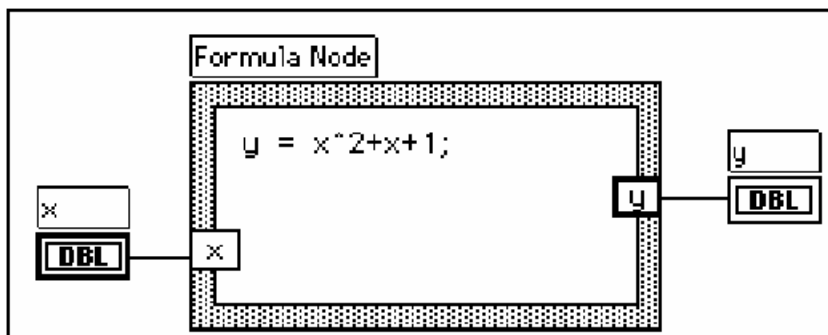 Formula Node
y = x^2+x+1;
y
x
y
DBL
DBL
x